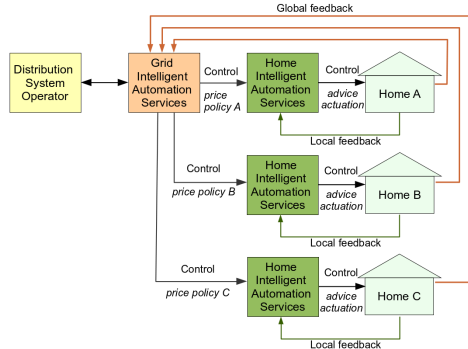 Global feedback
Distribution
System
Operator
Grid
Intelligent
Automation
Services
Control
price
policy A
Home
Intelligent
Automation
Services
Control
advice
actuation
Home A
Local feedback
Control
price policy B
Home
Intelligent
Automation
Services
Control
advice
actuation
Home B
Local feedback
Control
price policy C
Home
Intelligent
Automation
Services
Control
advice
actuation
Home C
Local feedback